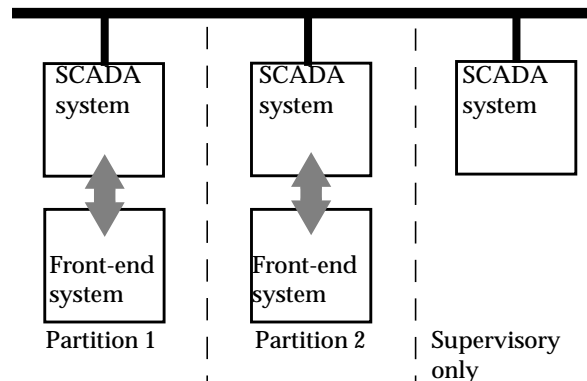 SCADA
system
SCADA
system
SCADA
system
Front-end
system
Front-end
system
Partition 1
Partition 2
Supervisory
only